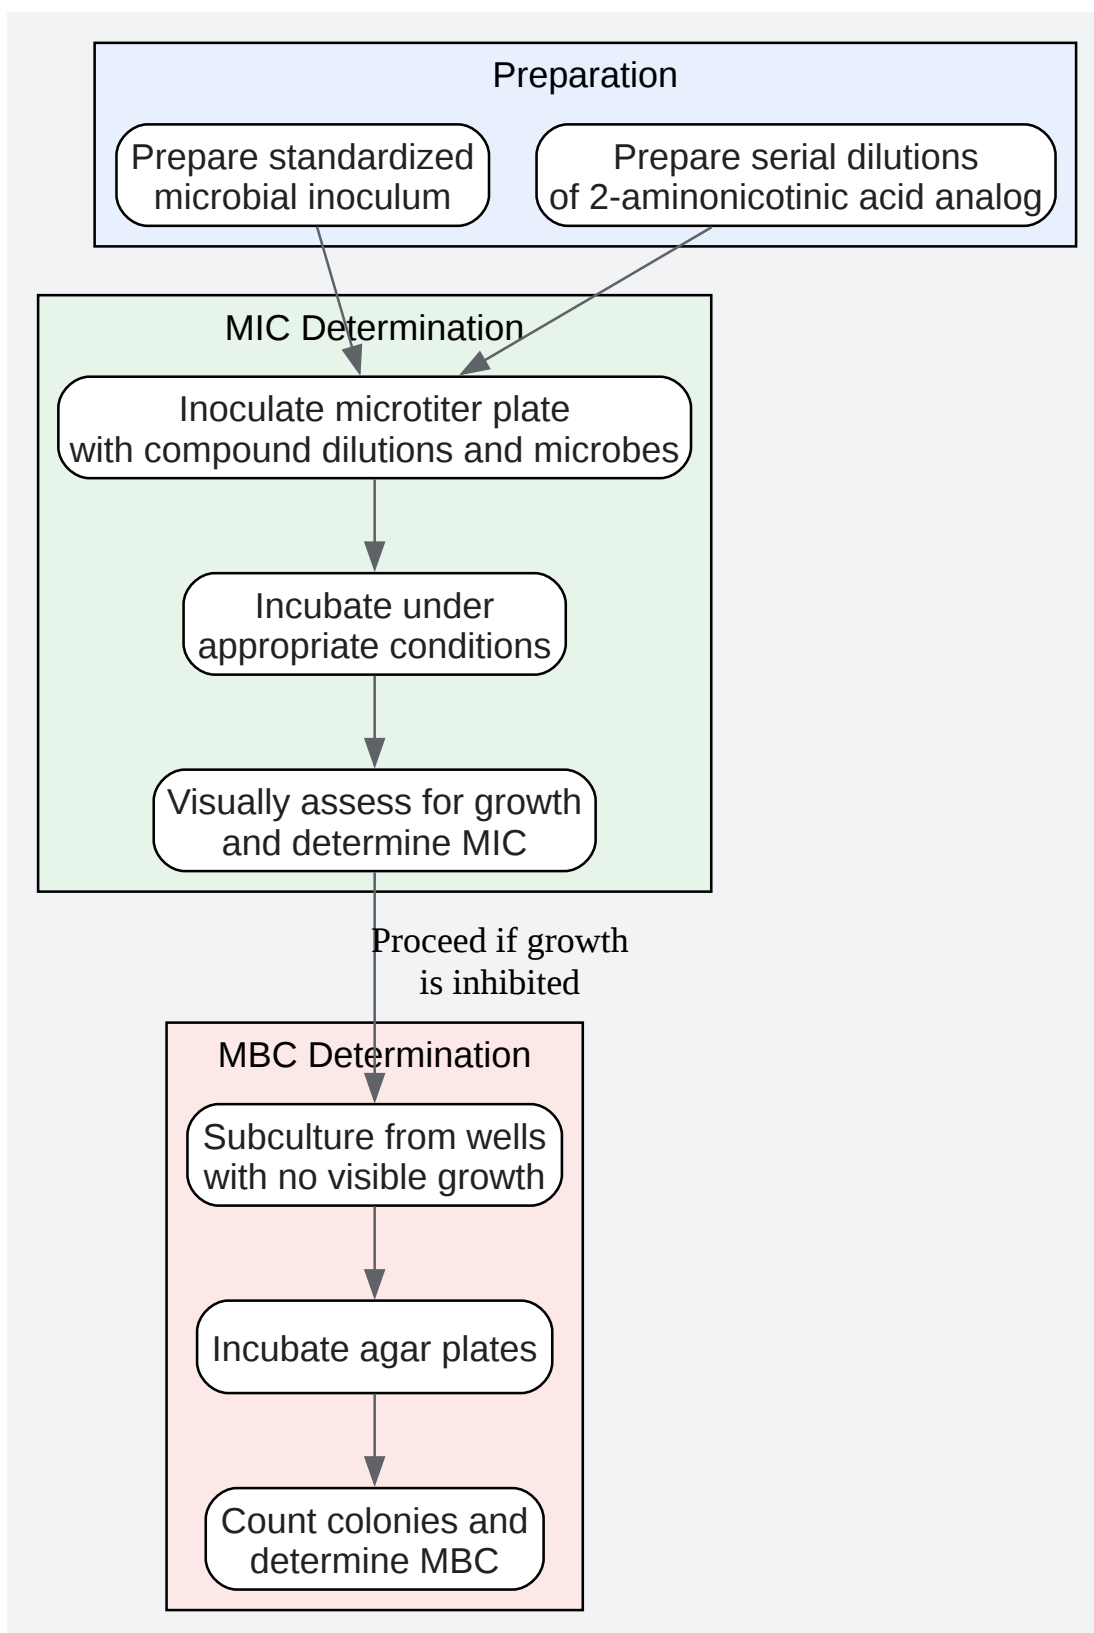 Preparation
Prepare standardized
microbial inoculum
Prepare serial dilutions
of 2-aminonicotinic acid analog
MIC Determination
Inoculate microtiter plate
with compound dilutions and microbes
Incubate under
appropriate conditions
Visually assess for growth
and determine MIC
Proceed if growth
is inhibited
MBC Determination
Subculture from wells
with no visible growth
Incubate agar plates
Count colonies and
determine MBC